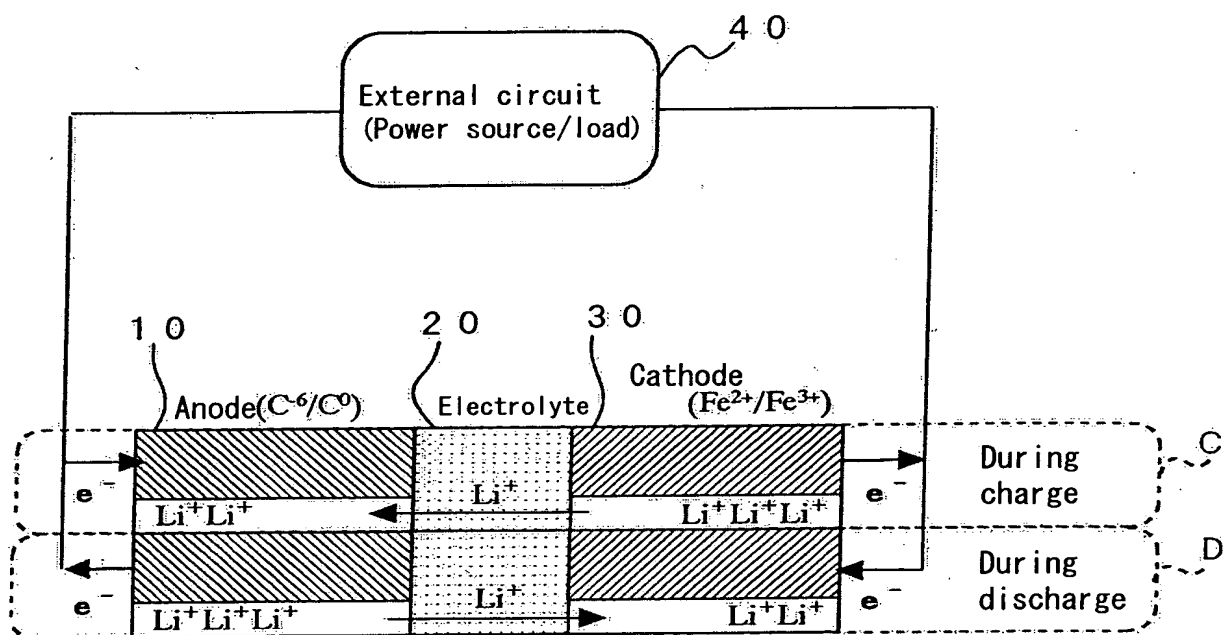 40
External circuit
(Power source/load)
10
20
30
Anode(C⁻⁶/C⁰)
Electrolyte
Cathode
(Fe²⁺/Fe³⁺)
e⁻
Li⁺Li⁺
Li⁺
Li⁺Li⁺Li⁺
e⁻
During
charge
C
e⁻
Li⁺Li⁺Li⁺
Li⁺
Li⁺Li⁺
e⁻
During
discharge
D